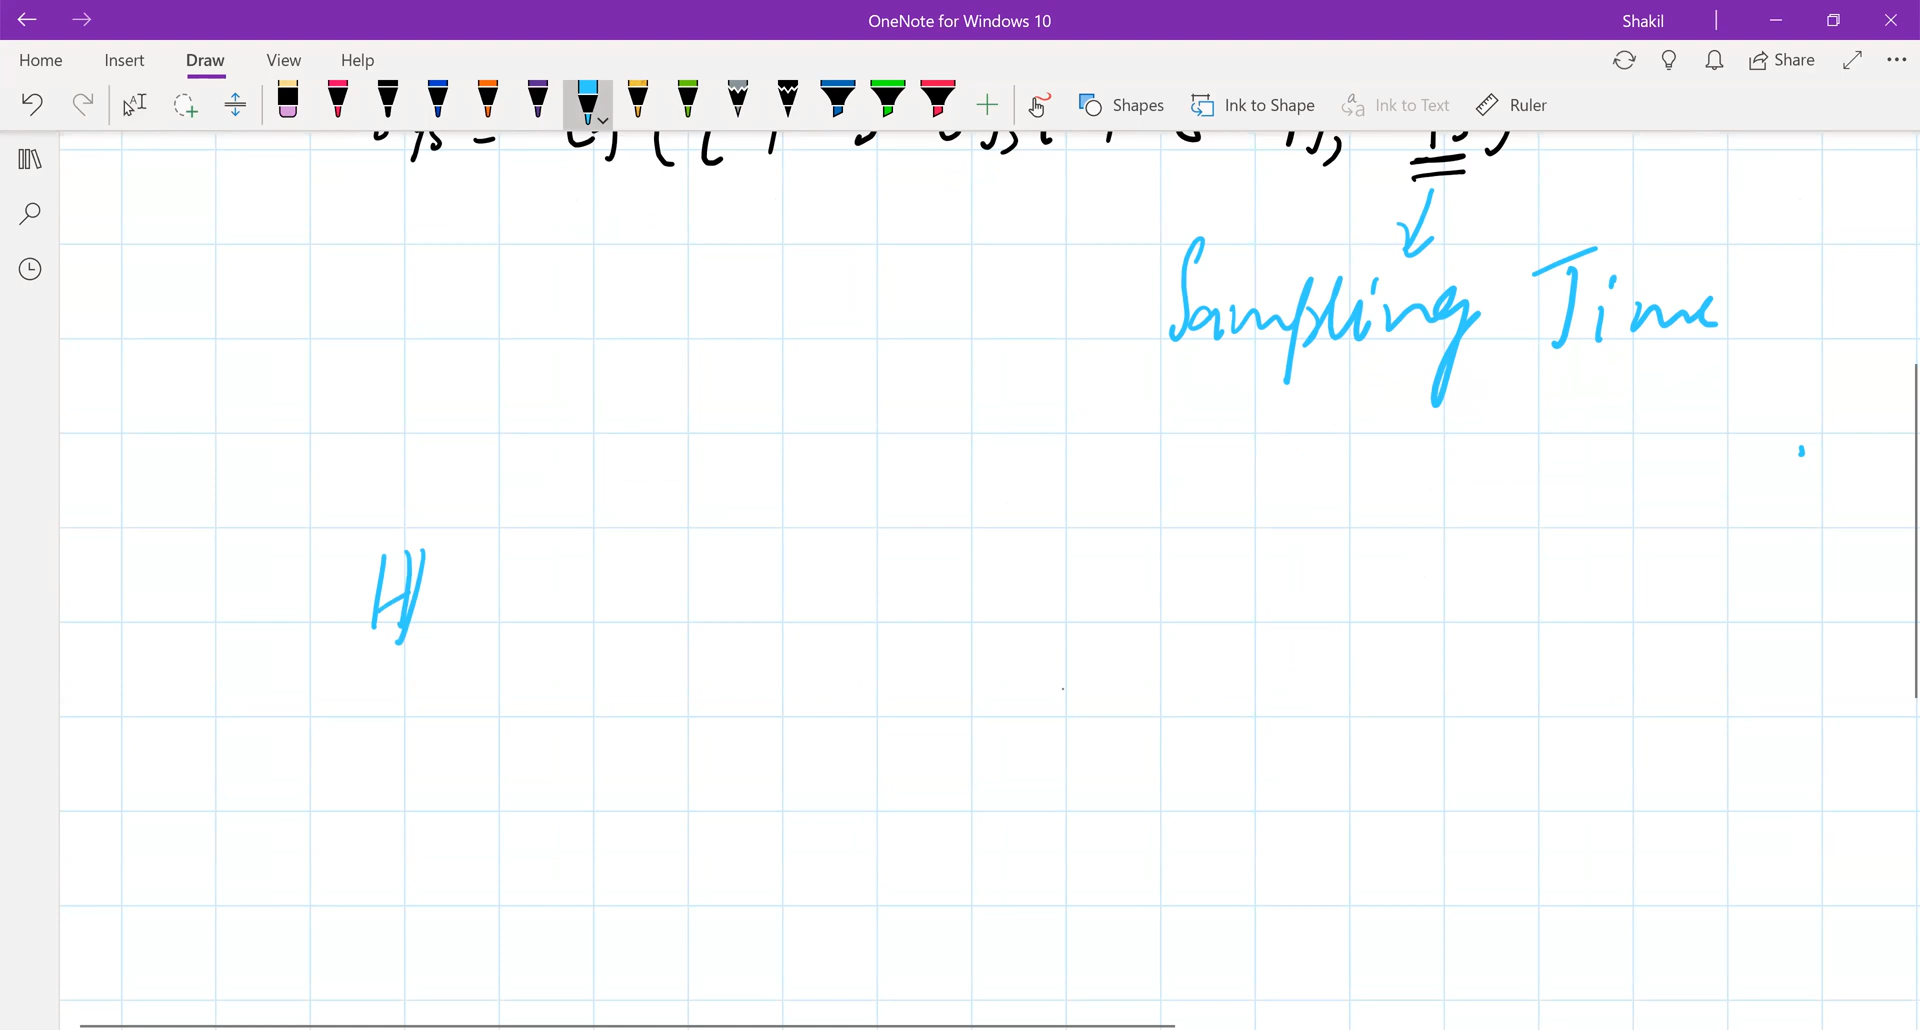 OneNote for Windows 10
Shakil
Home Insert Draw View Help
Share
Shapes Ink to Shape Ink to Text Ruler
Sampling Time
H